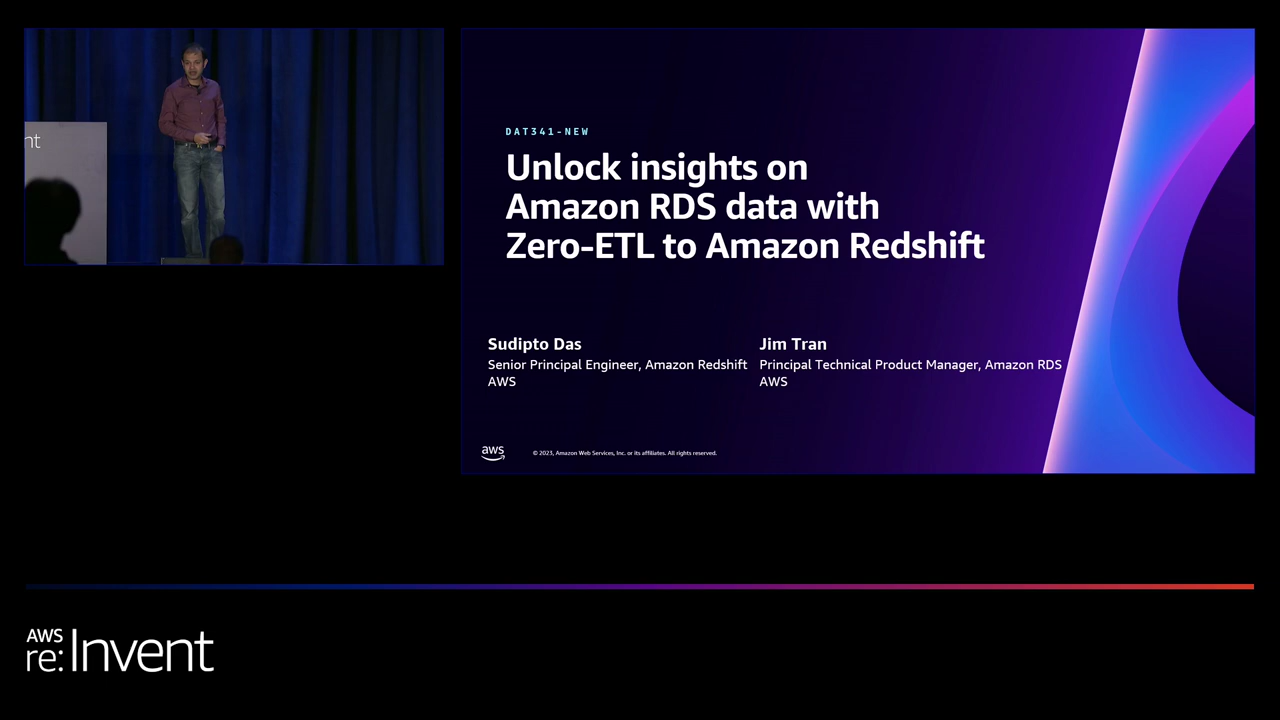 nt
DAT341-NEW
Unlock insights on
Amazon RDS data with
Zero-ETL to Amazon Redshift
Sudipto Das
Senior Principal Engineer, Amazon Redshift
AWS
Jim Tran
Principal Technical Product Manager, Amazon RDS
AWS
aws
© 2023, Amazon Web Services, Inc. or its affiliates. All rights reserved.
AWS
re:Invent